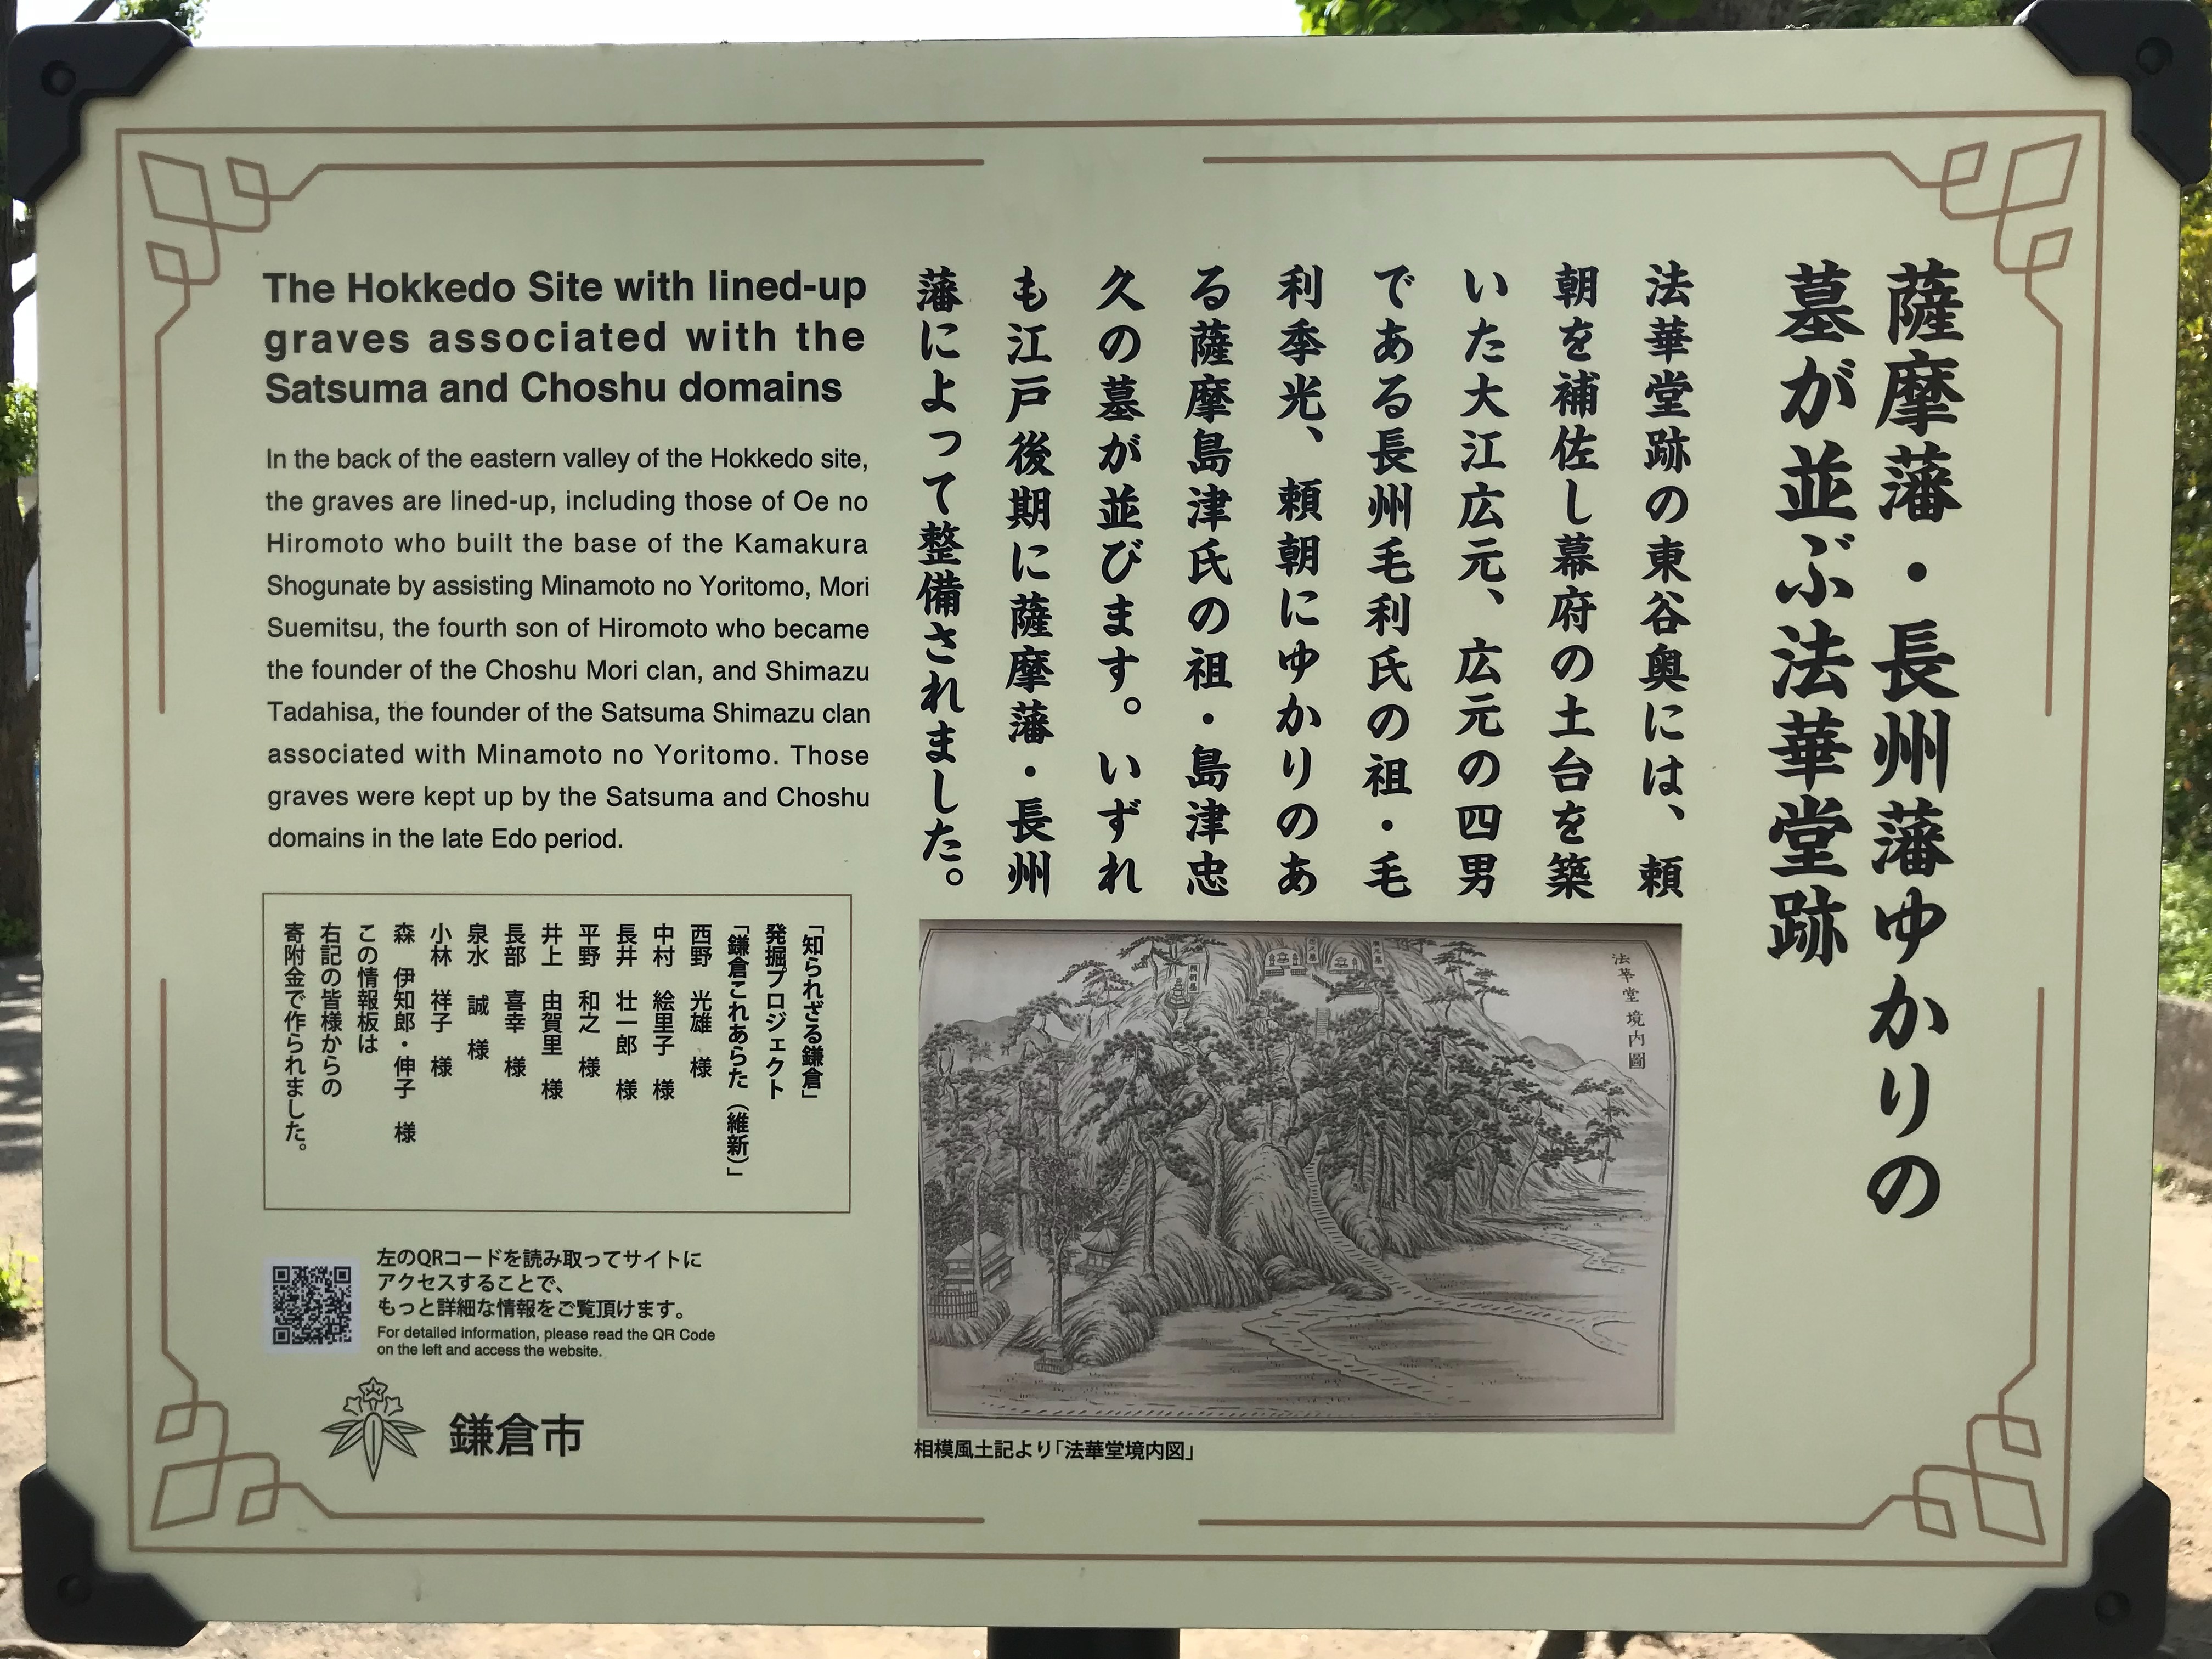 薩摩藩・長州藩ゆかりの
墓が並ぶ法華堂跡
法華堂跡の東谷奥には、頼
朝を補佐し幕府の土台を築
いた大江広元、広元の四男
である長州毛利氏の祖・毛
利季光、頼朝にゆかりのあ
る薩摩島津氏の祖・島津忠
久の墓が並びます。いずれ
も江戸後期に薩摩藩・長州
藩によって整備されました。
The Hokkedo Site with lined-up
graves associated with the
Satsuma and Choshu domains
In the back of the eastern valley of the Hokkedo site,
the graves are lined-up, including those of Oe no
Hiromoto who built the base of the Kamakura
Shogunate by assisting Minamoto no Yoritomo, Mori
Suemitsu, the fourth son of Hiromoto who became
the founder of the Choshu Mori clan, and Shimazu
Tadahisa, the founder of the Satsuma Shimazu clan
associated with Minamoto no Yoritomo. Those
graves were kept up by the Satsuma and Choshu
domains in the late Edo period.
法華堂境内圖
相模風土記より「法華堂境内図」
「知られざる鎌倉」
発掘プロジェクト
「鎌倉これあらた（維新）」
西野 光雄 様
中村 絵里子 様
長井 壮一郎 様
平野 和之 様
井上 由賀里 様
長部 喜幸 様
泉水 誠 様
小林 祥子 様
森 伊知郎・伸子 様
この情報板は
右記の皆様からの
寄附金で作られました。
左のQRコードを読み取ってサイトに
アクセスすることで、
もっと詳細な情報をご覧頂けます。
For detailed information, please read the QR Code
on the left and access the website.
鎌倉市